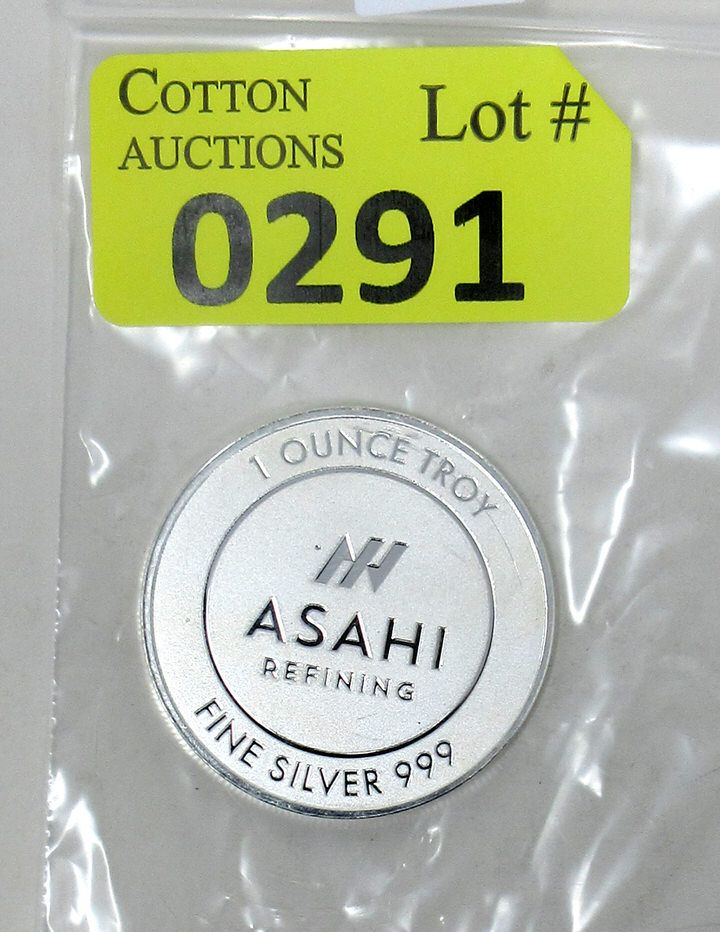 COTTON
AUCTIONS
Lot #
0291
1 OUNCE TROY
ASAHI
REFINING
FINE SILVER 999